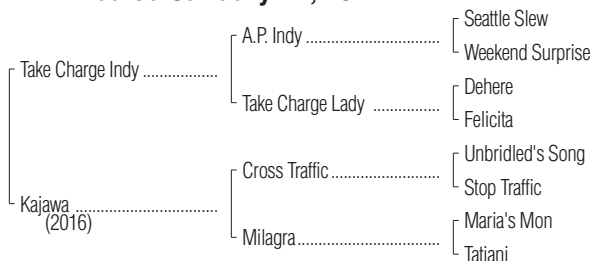 A.P. Indy
Seattle Slew
Weekend Surprise
Take Charge Indy
Take Charge Lady
Dehere
Felicita
Cross Traffic
Unbridled's Song
Stop Traffic
Kajawa
(2016)
Milagra
Maria's Mon
Tatiani